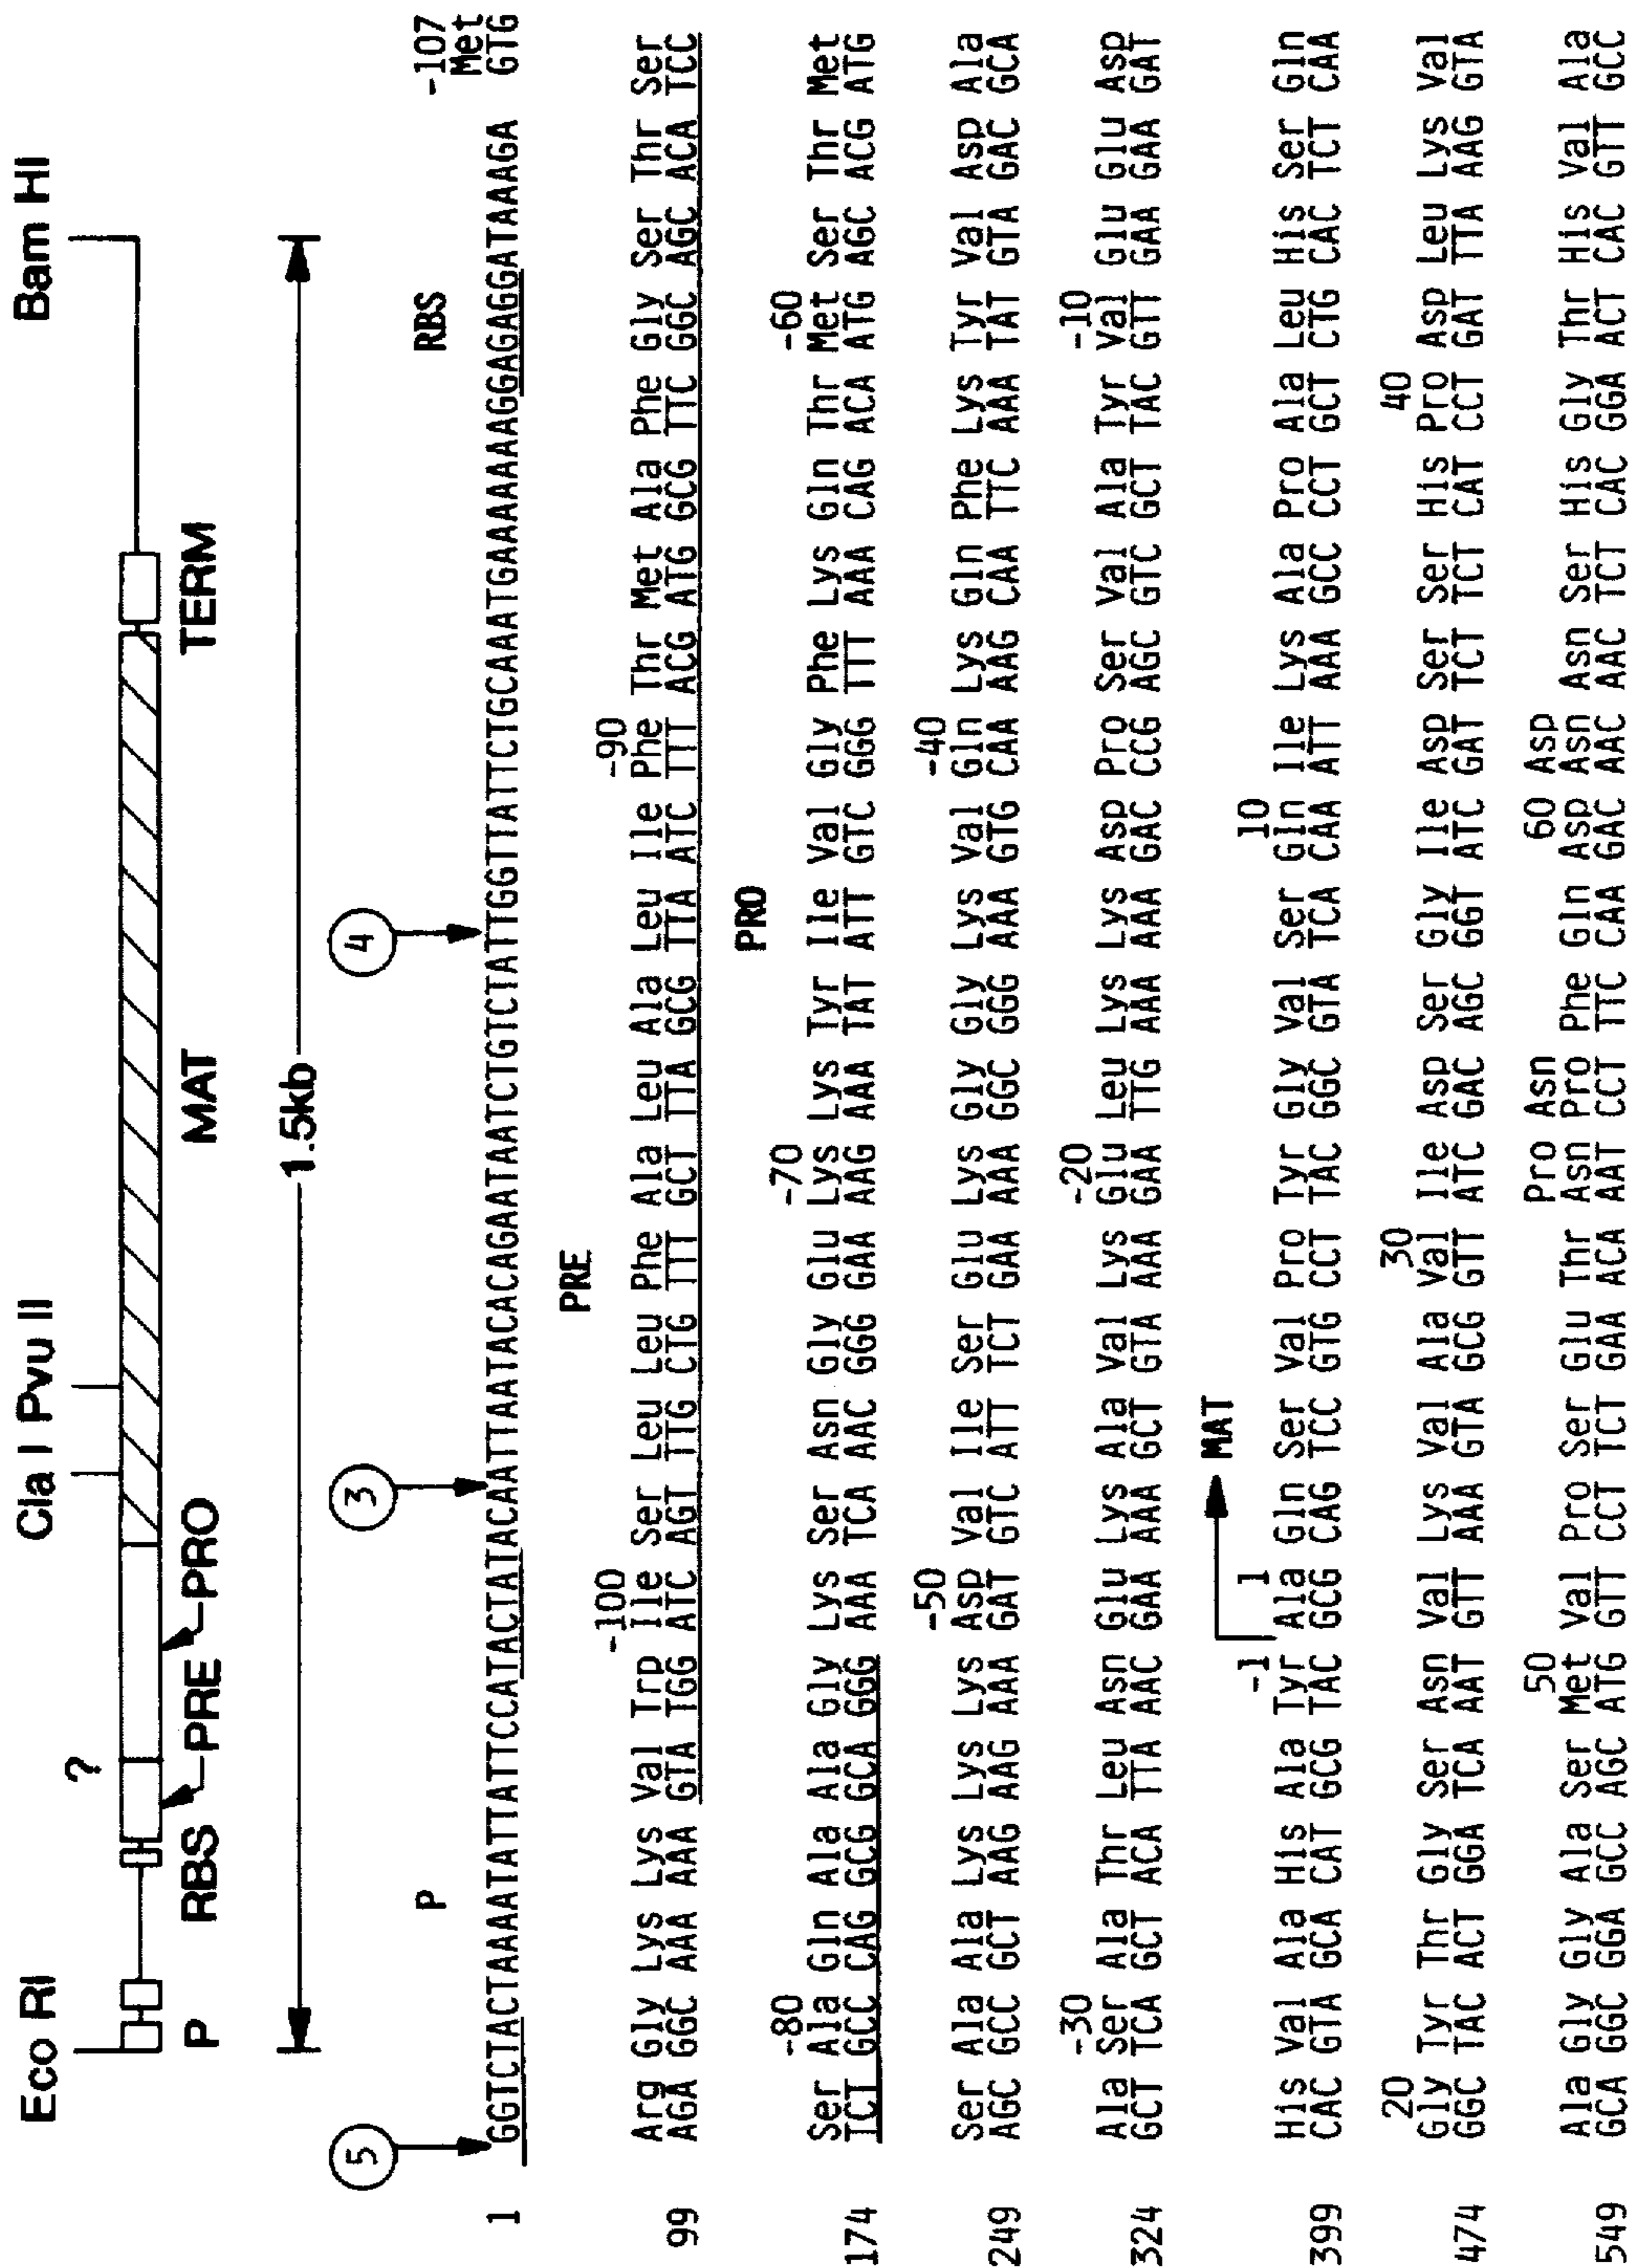 Eco RI Cla I Pvu II Bam HI
?
P RBS PRE PRO MAT TERM
1.5kb
5 3 4
P RBS -107
Met
1 GGTCTACTAAAATATTATTCCATACTATACAATTAATACACAGAATAATCTGTCTATTGGTTATTCTGCAAATGAAAAAAAGGAGAGGATAAAGA GTG
PRE
-100 -90
Arg Gly Lys Lys Val Trp Ile Ser Leu Leu Phe Ala Leu Ala Leu Ile Phe Thr Met Ala Phe Gly Ser Thr Ser
99 AGA GGC AAA AAA GTA TGG ATC AGT TTG CTG TTT GCT TTA GCG TTA ATC TTT ACG ATG GCG TTC GGC AGC ACA TCC
PRO
-80 -70 -60
Ser Ala Gln Ala Ala Gly Lys Ser Asn Gly Glu Lys Lys Tyr Ile Val Gly Phe Lys Gln Thr Met Ser Thr Met
174 TCT GCC CAG GCG GCA GGG AAA TCA AAC GGG GAA AAG AAA TAT ATT GTC GGG TTT AAA CAG ACA ATG AGC ACG ATG
-50 -40
Ser Ala Ala Lys Lys Lys Asp Val Ile Ser Glu Lys Gly Gly Lys Val Gln Lys Gln Phe Lys Tyr Val Asp Ala
249 AGC GCC GCT AAG AAG AAA GAT GTC ATT TCT GAA AAA GGC GGG AAA GTG CAA AAG CAA TTC AAA TAT GTA GAC GCA
-30 -20 -10
Ala Ser Ala Thr Leu Asn Glu Lys Ala Val Lys Glu Leu Lys Lys Asp Pro Ser Val Ala Tyr Val Glu Glu Asp
324 GCT TCA GCT ACA TTA AAC GAA AAA GCT GTA AAA GAA TTG AAA AAA GAC CCG AGC GTC GCT TAC GTT GAA GAA GAT
MAT
-1 1 10
His Val Ala His Ala Tyr Ala Gln Ser Val Pro Tyr Gly Val Ser Gln Ile Lys Ala Pro Ala Leu His Ser Gln
399 CAC GTA GCA CAT GCG TAC GCG CAG TCC GTG CCT TAC GGC GTA TCA CAA ATT AAA GCC CCT GCT CTG CAC TCT CAA
20 30 40
Gly Tyr Thr Gly Ser Asn Val Lys Val Ala Val Ile Asp Ser Gly Ile Asp Ser Ser His Pro Asp Leu Lys Val
474 GGC TAC ACT GGA TCA AAT GTT AAA GTA GCG GTT ATC GAC AGC GGT ATC GAT TCT TCT CAT CCT GAT TTA AAG GTA
50 Pro Asn 60 Asp
Ala Gly Gly Ala Ser Met Val Pro Ser Glu Thr Asn Pro Phe Gln Asp Asn Asn Ser His Gly Thr His Val Ala
549 GCA GGC GGA GCC AGC ATG GTT CCT TCT GAA ACA AAT CCT TTC CAA GAC AAC AAC TCT CAC GGA ACT CAC GTT GCC